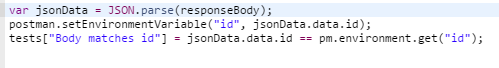 var jsonData = JSON.parse(responseBody);
postman.setEnvironmentVariable("id", jsonData.data.id);
tests["Body matches id"] = jsonData.data.id == pm.environment.get("id");